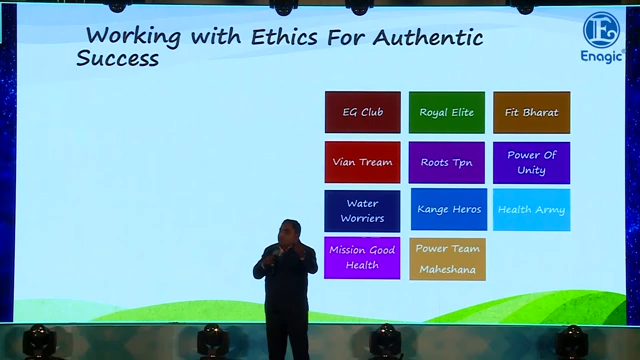 Working with Ethics For Authentic
Success
E
Enagic
EG Club
Royal Elite
Fit Bharat
Vian Tream
Roots Tpn
Power Of
Unity
Water
Worriers
Kange Heros
Health Army
Mission Good
Health
Power Team
Maheshana